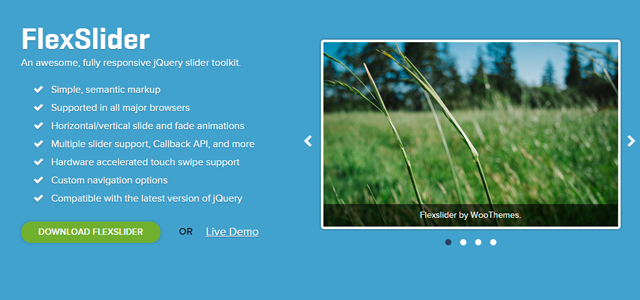 FlexSlider
An awesome, fully responsive jQuery slider toolkit.
Simple, semantic markup
Supported in all major browsers
Horizontal/vertical slide and fade animations
Multiple slider support, Callback API, and more
Hardware accelerated touch swipe support
Custom navigation options
Compatible with the latest version of jQuery
DOWNLOAD FLEXSLIDER OR Live Demo
Flexslider by WooThemes.